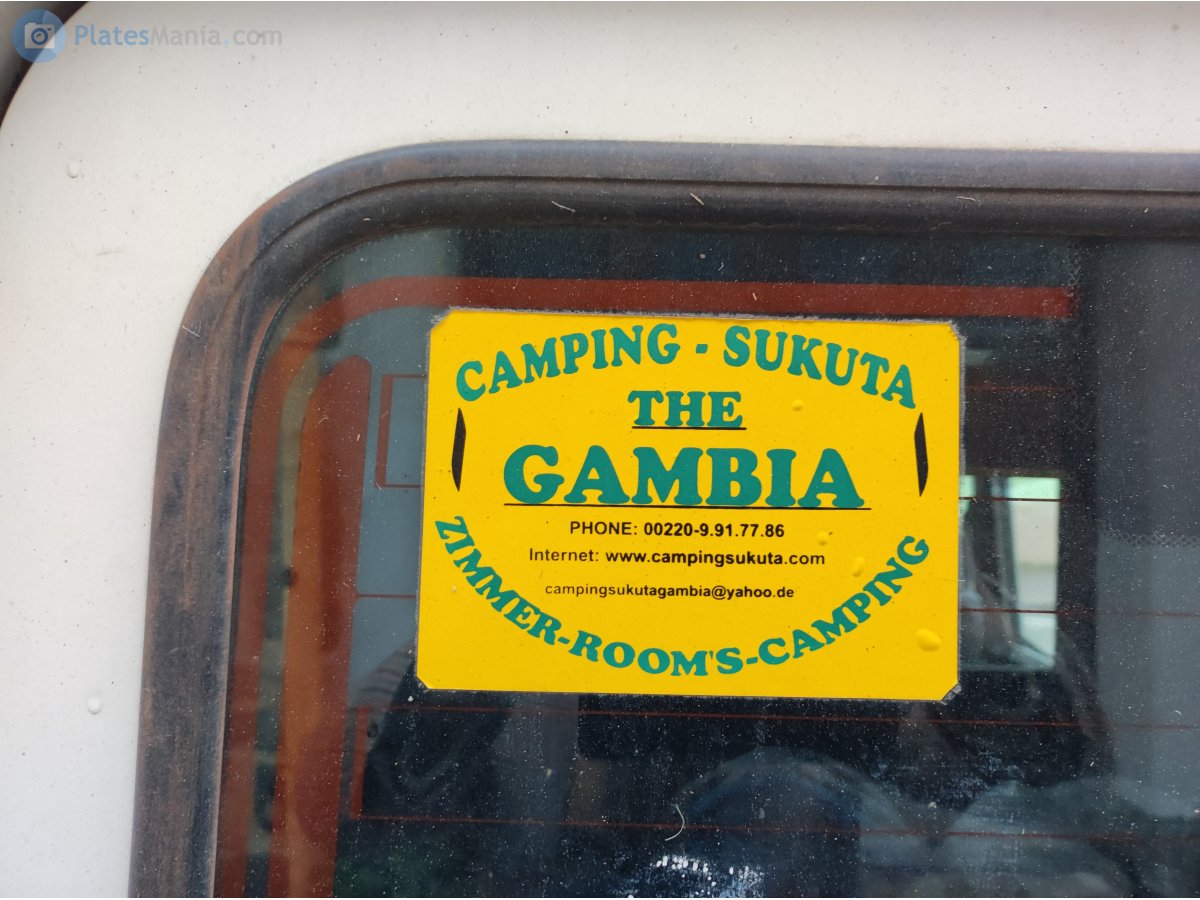 PlatesMania.com
CAMPING - SUKUTA
THE
GAMBIA
PHONE: 00220-9.91.77.86
Internet: www.campingsukuta.com
campingsukutagambia@yahoo.de
ZIMMER-ROOM'S-CAMPING